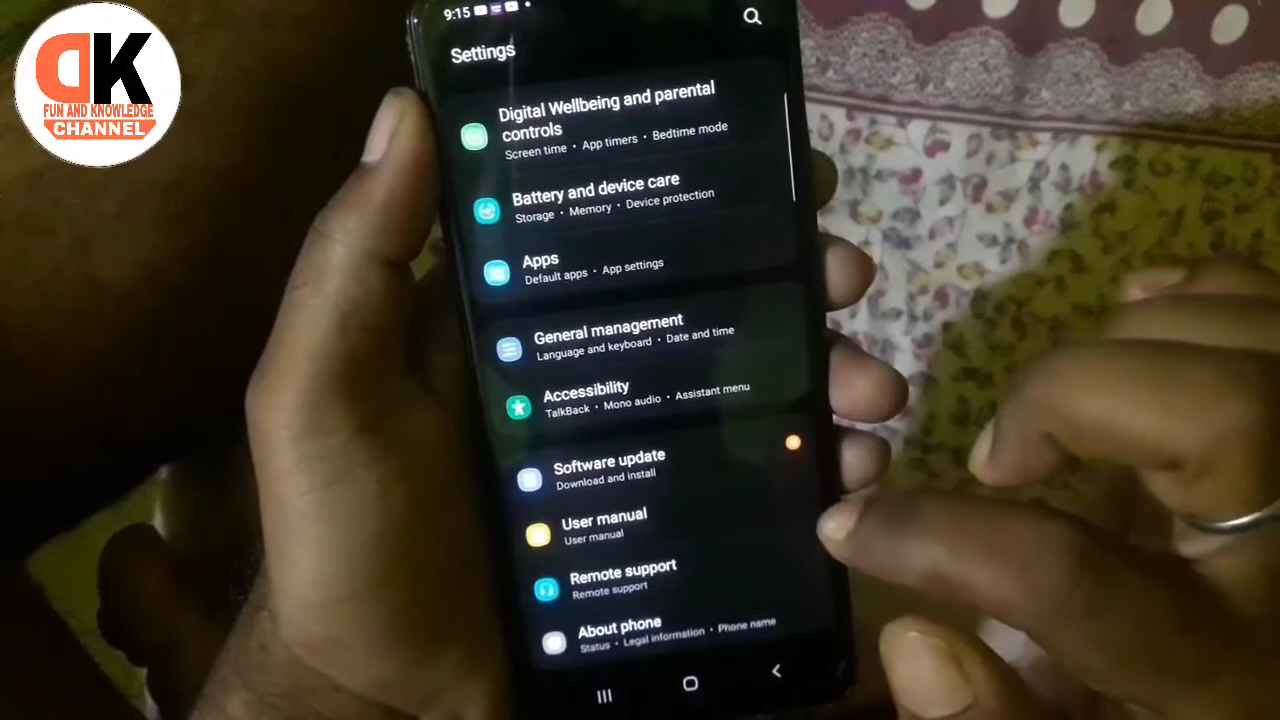 DK
FUN AND KNOWLEDGE
CHANNEL
9:15
Settings
Digital Wellbeing and parental
controls
Screen time • App timers • Bedtime mode
Battery and device care
Storage • Memory • Device protection
Apps
Default apps • App settings
General management
Language and keyboard • Date and time
Accessibility
TalkBack • Mono audio • Assistant menu
Software update
Download and install
User manual
User manual
Remote support
Remote support
About phone
Status • Legal information • Phone name